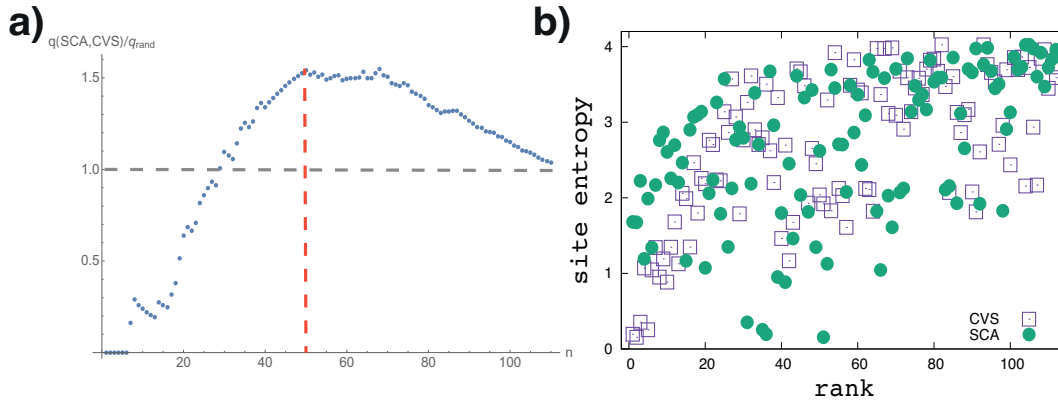 a)
q(SCA,CVS)/q_rand
1.5
1.0
0.5
20 40 60 80 100 n
b)
site entropy
4
3
2
1
0
0 20 40 60 80 100
rank
CVS
SCA